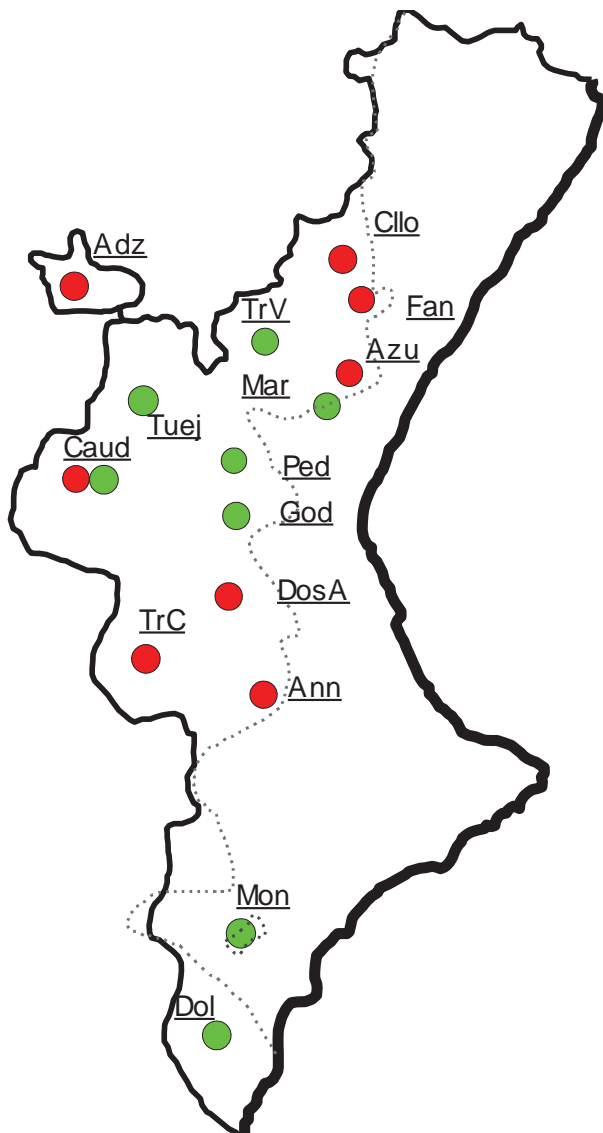 Cllo
Adz
Fan
TrV
Azu
Mar
Tuej
Caud
Ped
God
DosA
TrC
Ann
Mon
Dol